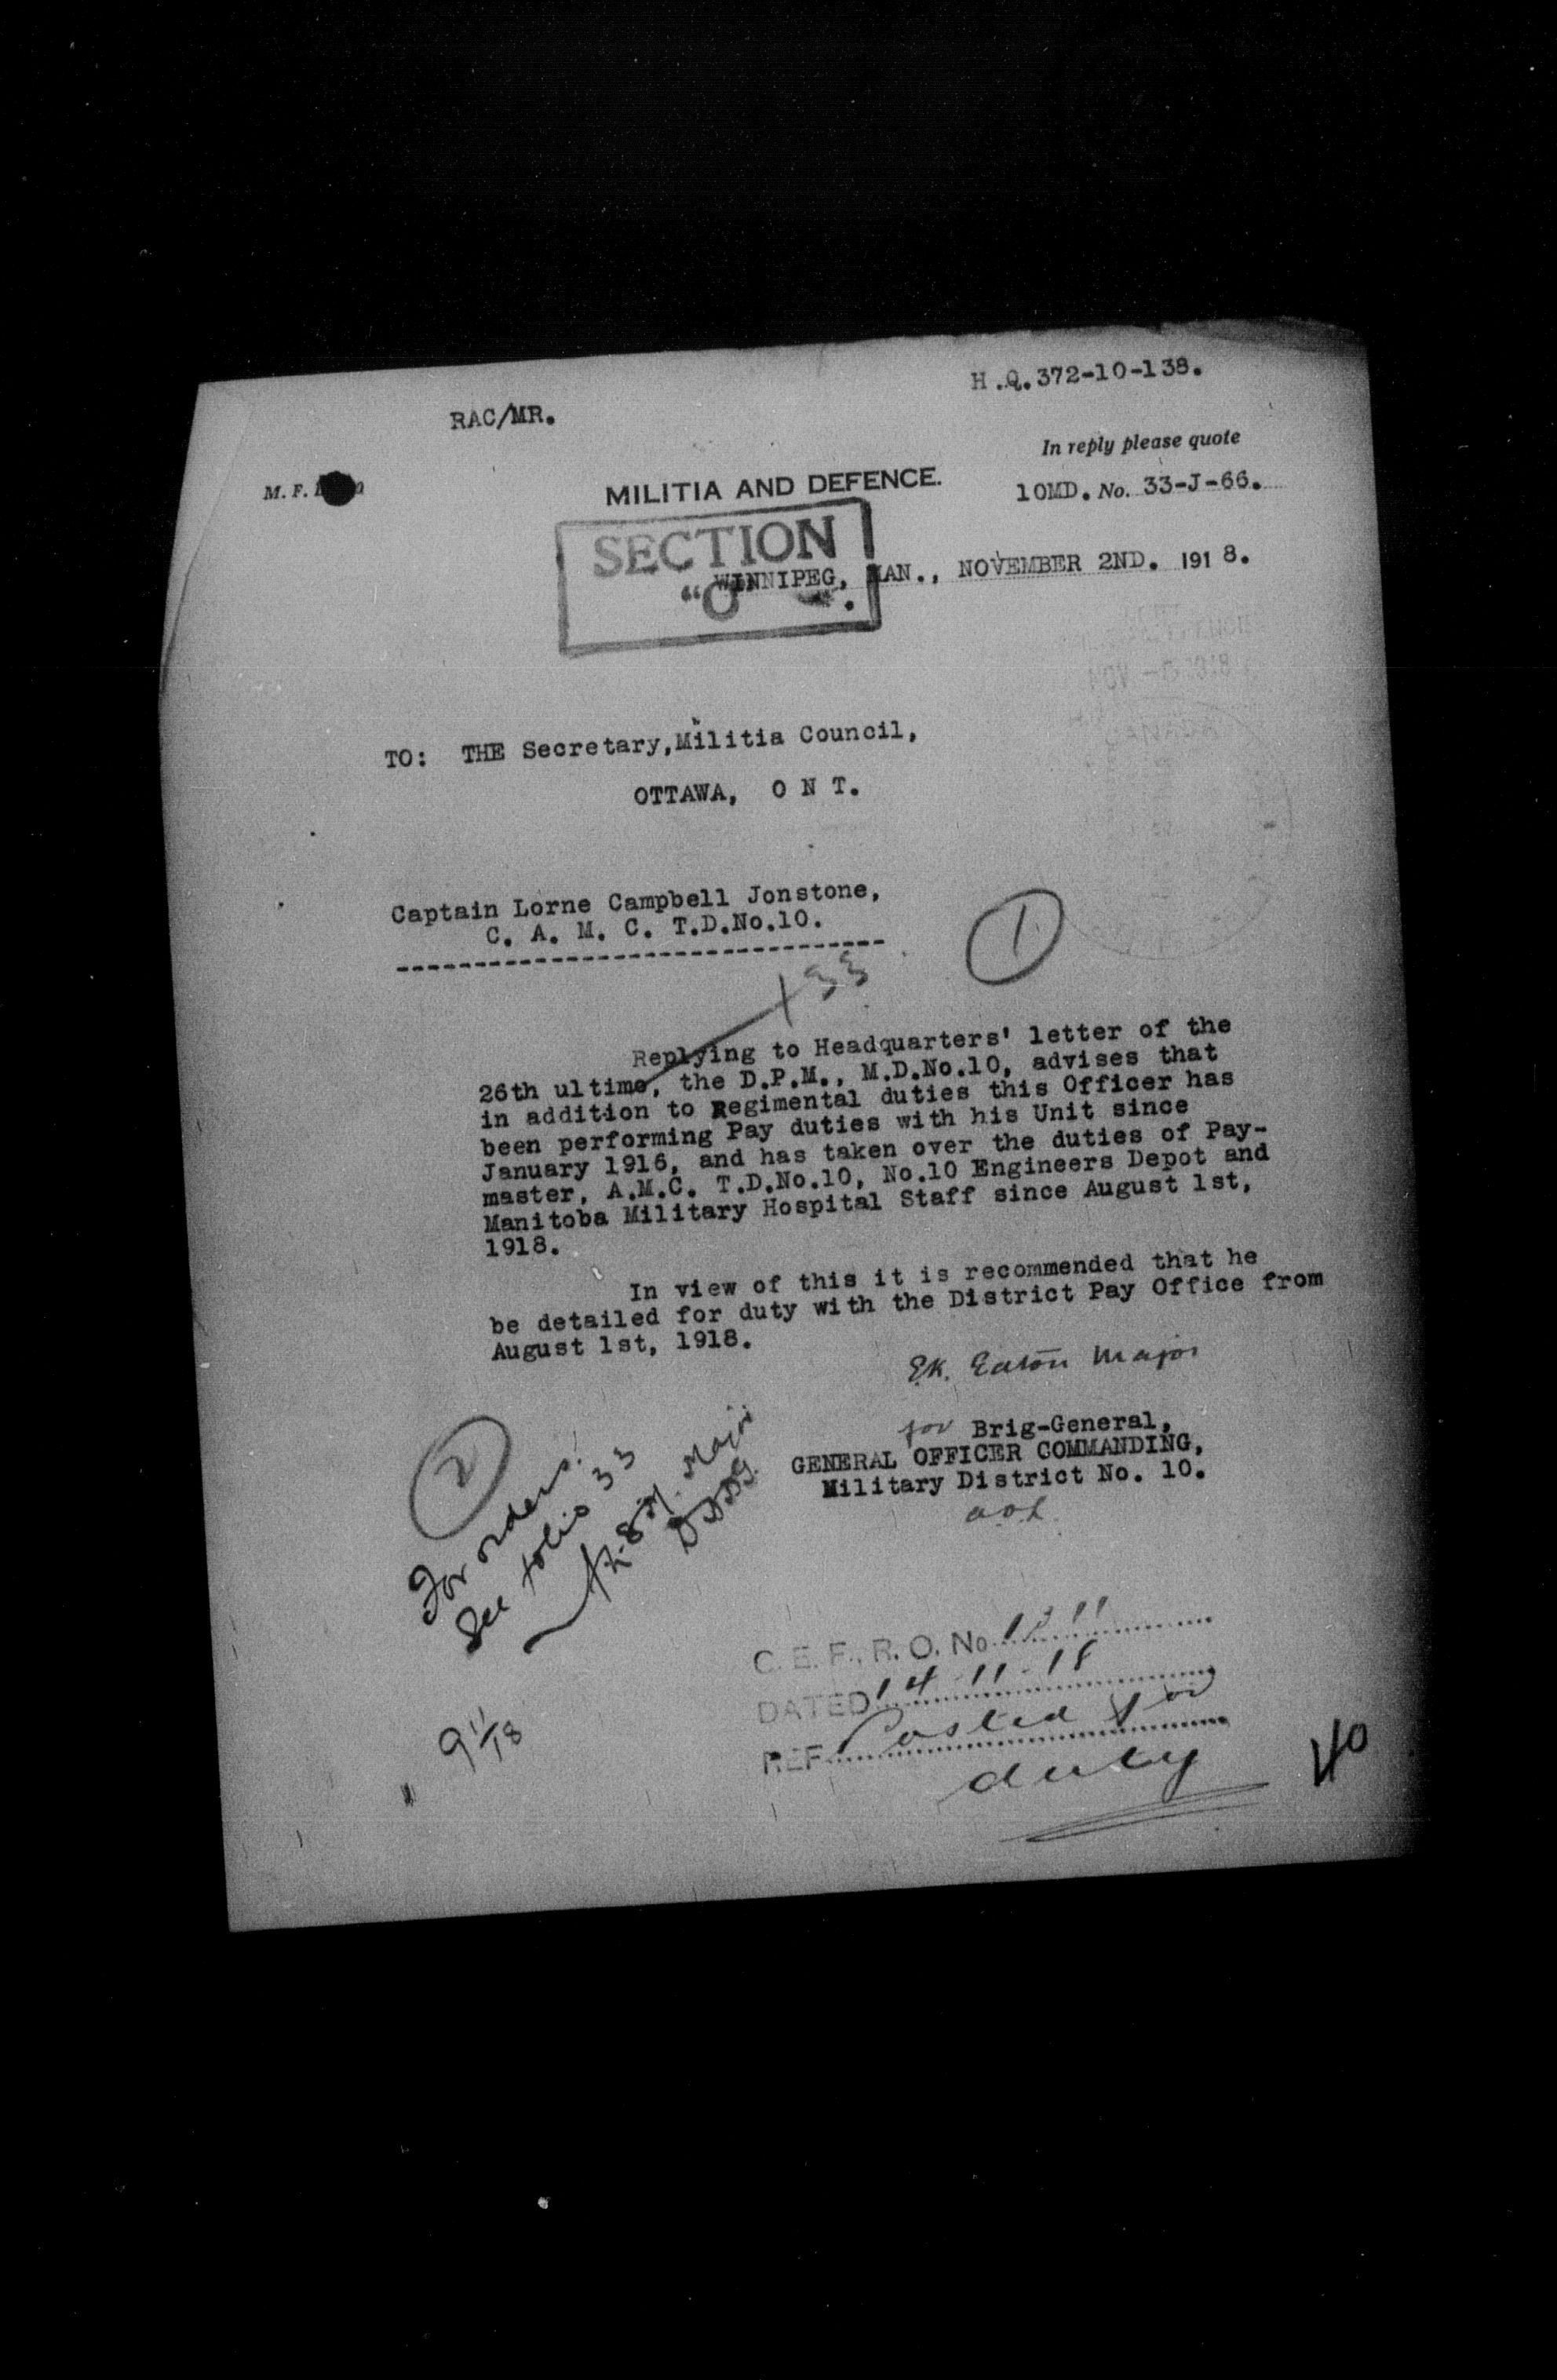 H.Q.372-10-138.
RAC/MR.
In reply please quote
M. F.
MILITIA AND DEFENCE.
10MD. No. 33-J-66.
SECTION
"O
WINNIPEG, MAN., NOVEMBER 2ND. 1918.
TO: THE Secretary,Militia Council,
OTTAWA, O N T.
Captain Lorne Campbell Jonstone,
C. A. M. C. T.D.No.10.
1
33
Replying to Headquarters' letter of the
26th ultimo, the D.P.M., M.D.No.10, advises that
in addition to Regimental duties this Officer has
been performing Pay duties with his Unit since
January 1916, and has taken over the duties of Pay-
master, A.M.C. T.D.No.10, No.10 Engineers Depot and
Manitoba Military Hospital Staff since August 1st,
1918.
In view of this it is recommended that he
be detailed for duty with the District Pay Office from
August 1st, 1918.
E.K. Eaton Major
for Brig-General,
GENERAL OFFICER COMMANDING,
Military District No. 10.
2
For orders.
See folio 33
Major
C. E. F., R. O. No 1311
DATED 14-11-18
REF Posted for
duty
9 11/18
40